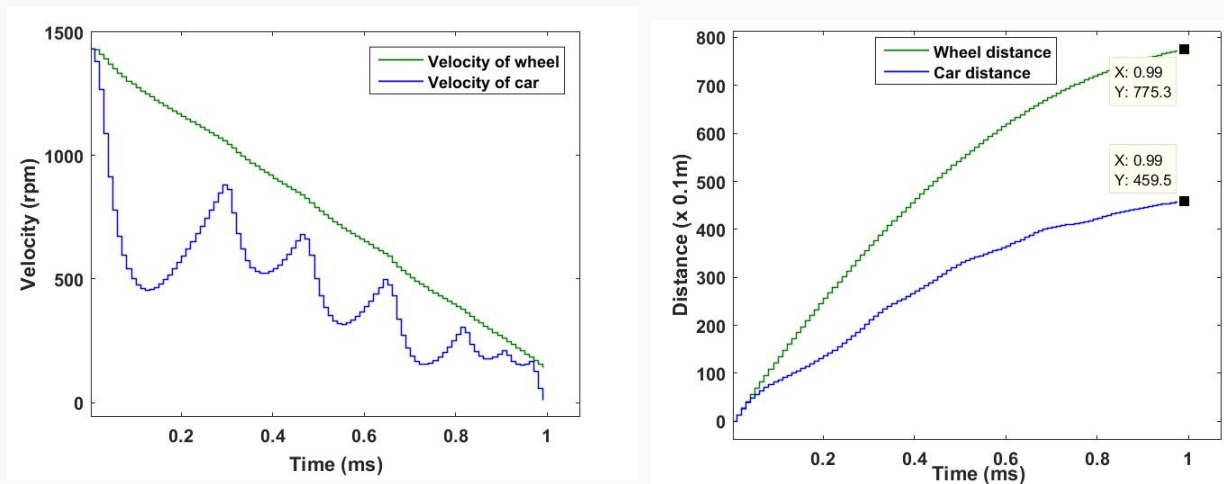 1500
1000
500
0
Velocity (rpm)
Velocity of wheel
Velocity of car
0.2 0.4 0.6 0.8 1
Time (ms)
800
700
600
500
400
300
200
100
0
Distance (x 0.1m)
Wheel distance
Car distance
X: 0.99
Y: 775.3
X: 0.99
Y: 459.5
0.2 0.4 0.6 0.8 1
Time (ms)